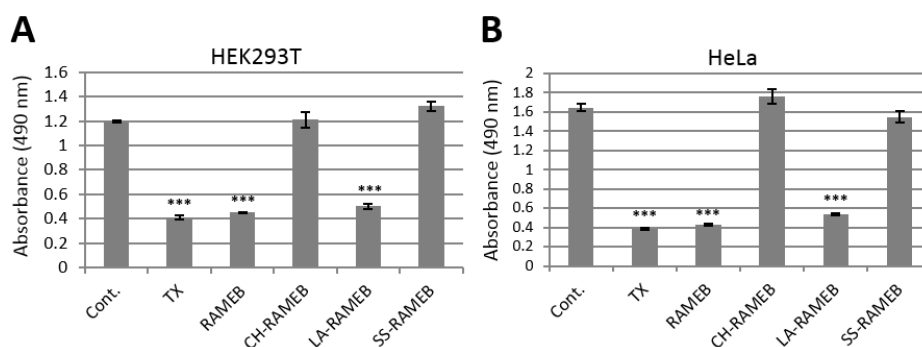 A
HEK293T
Absorbance (490 nm)
1.6
1.4
1.2
1
0.8
0.6
0.4
0.2
0
***
***
***
Cont.
TX
RAMEB
CH-RAMEB
LA-RAMEB
SS-RAMEB
B
HeLa
Absorbance (490 nm)
2
1.8
1.6
1.4
1.2
1
0.8
0.6
0.4
0.2
0
***
***
***
Cont.
TX
RAMEB
CH-RAMEB
LA-RAMEB
SS-RAMEB